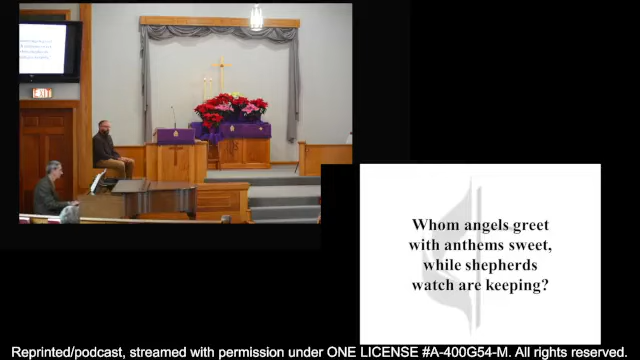 EXIT
Whom angels greet
with anthems sweet,
while shepherds
watch are keeping?
Reprinted/podcast, streamed with permission under ONE LICENSE #A-400G54-M. All rights reserved.